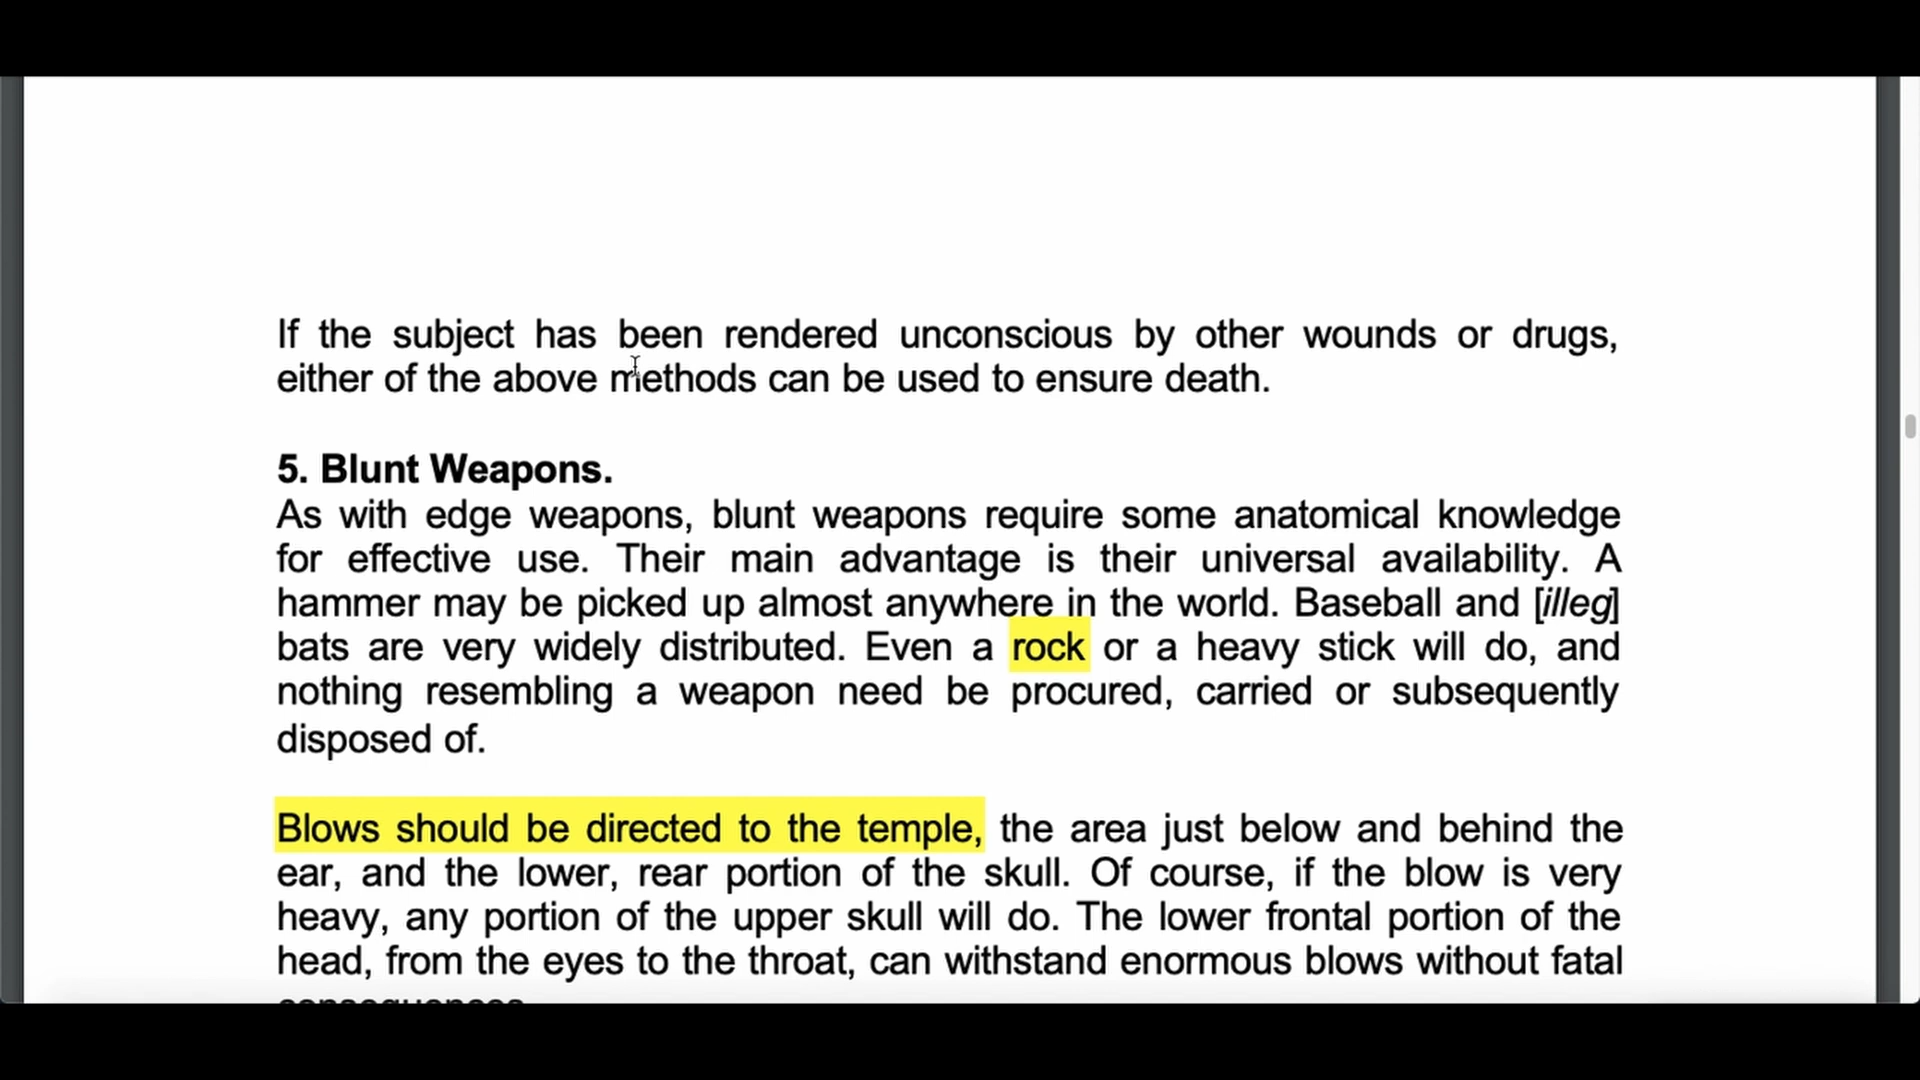 If the subject has been rendered unconscious by other wounds or drugs,
either of the above methods can be used to ensure death.
5. Blunt Weapons.
As with edge weapons, blunt weapons require some anatomical knowledge
for effective use. Their main advantage is their universal availability. A
hammer may be picked up almost anywhere in the world. Baseball and [illeg]
bats are very widely distributed. Even a rock or a heavy stick will do, and
nothing resembling a weapon need be procured, carried or subsequently
disposed of.
Blows should be directed to the temple, the area just below and behind the
ear, and the lower, rear portion of the skull. Of course, if the blow is very
heavy, any portion of the upper skull will do. The lower frontal portion of the
head, from the eyes to the throat, can withstand enormous blows without fatal
consequences.